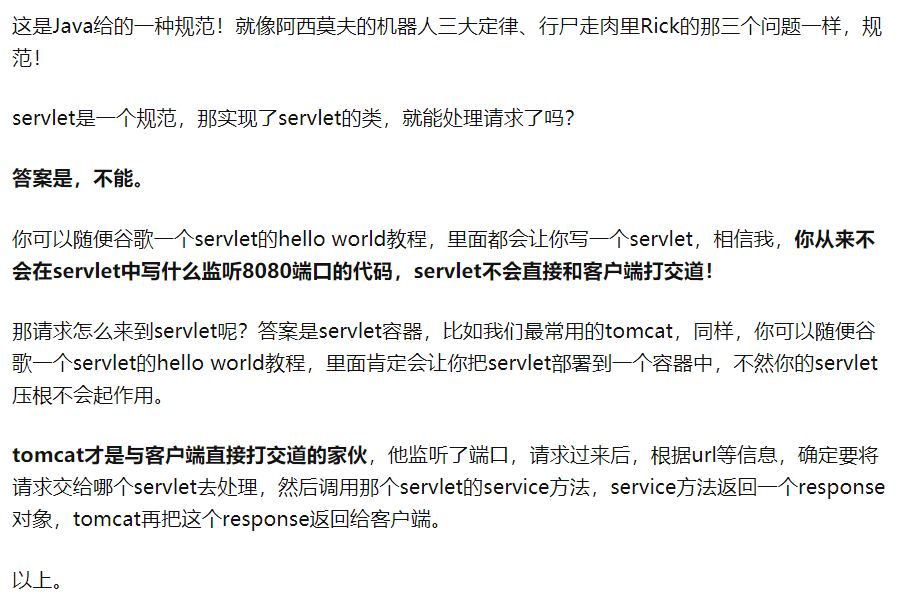 这是Java给的一种规范！就像阿西莫夫的机器人三大定律、行尸走肉里Rick的那三个问题一样，规
范！
servlet是一个规范，那实现了servlet的类，就能处理请求了吗？
答案是，不能。
你可以随便谷歌一个servlet的hello world教程，里面都会让你写一个servlet，相信我，你从来不
会在servlet中写什么监听8080端口的代码，servlet不会直接和客户端打交道！
那请求怎么来到servlet呢？答案是servlet容器，比如我们最常用的tomcat，同样，你可以随便谷
歌一个servlet的hello world教程，里面肯定会让你把servlet部署到一个容器中，不然你的servlet
压根不会起作用。
tomcat才是与客户端直接打交道的家伙，他监听了端口，请求过来后，根据url等信息，确定要将
请求交给哪个servlet去处理，然后调用那个servlet的service方法，service方法返回一个response
对象，tomcat再把这个response返回给客户端。
以上。